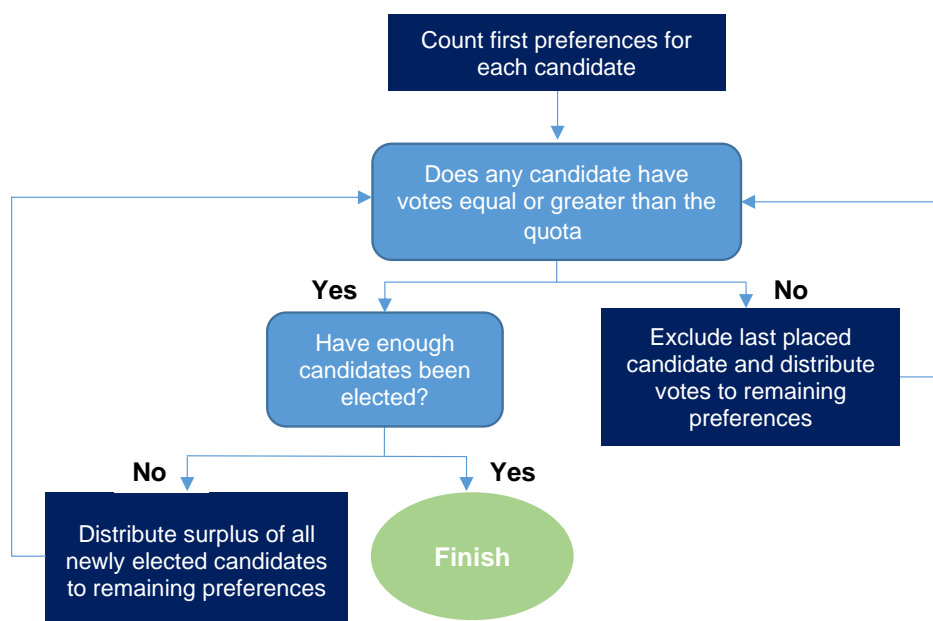 Count first preferences for
each candidate
Does any candidate have
votes equal or greater than the
quota
Yes
No
Have enough
candidates been
elected?
Exclude last placed
candidate and distribute
votes to remaining
preferences
No
Yes
Distribute surplus of all
newly elected candidates
to remaining preferences
Finish